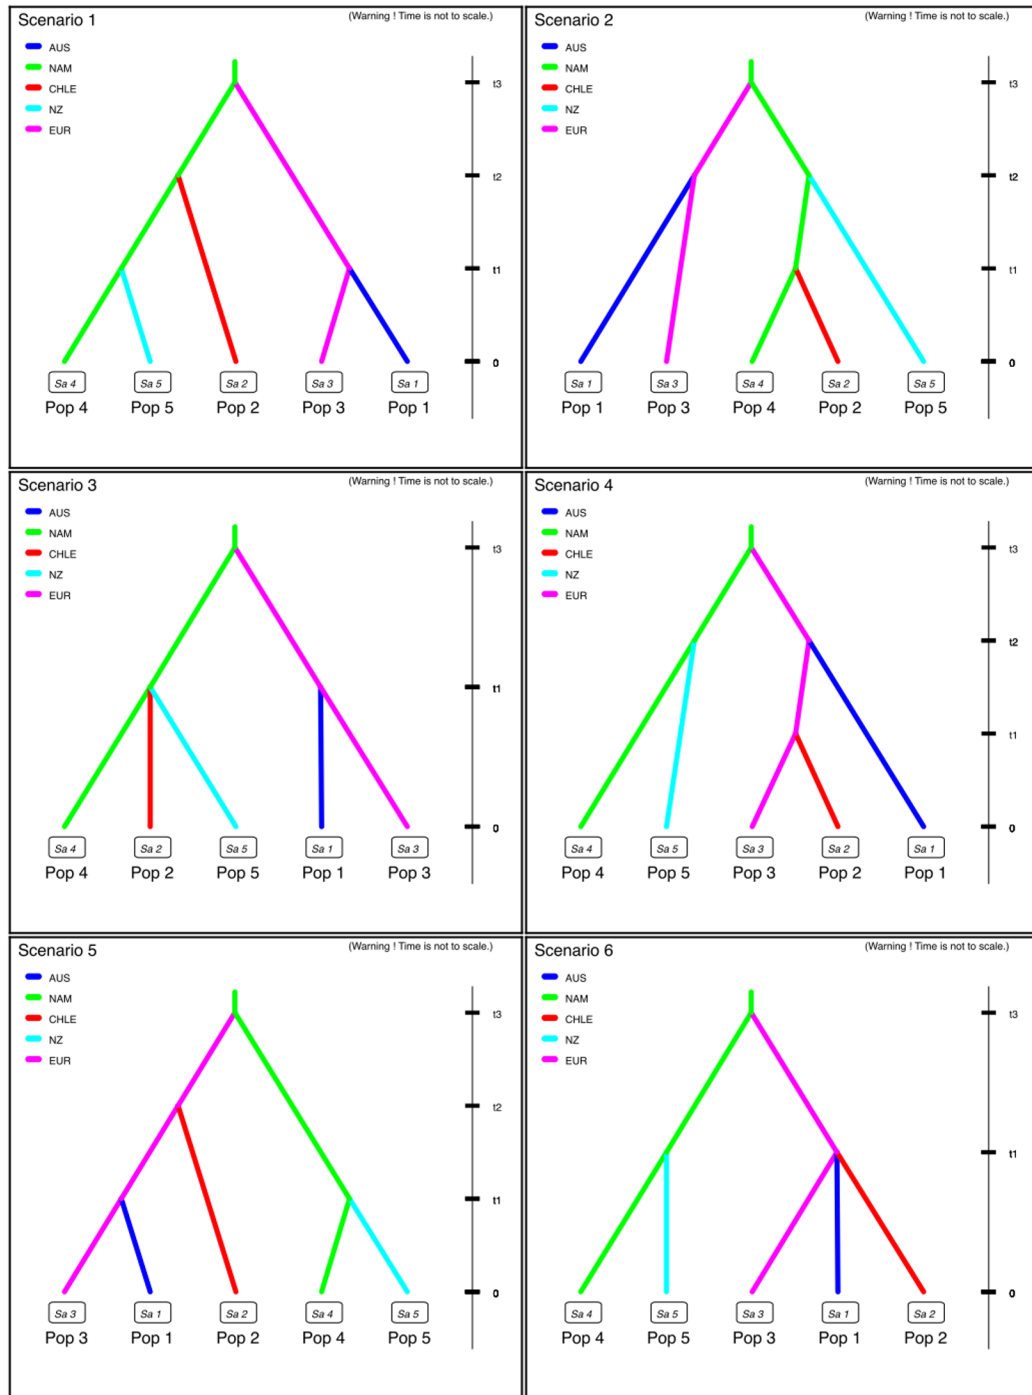 Scenario 1
(Warning ! Time is not to scale.)
AUS
NAM
CHLE
NZ
EUR
t3
t2
t1
0
Sa 4 Sa 5 Sa 2 Sa 3 Sa 1
Pop 4 Pop 5 Pop 2 Pop 3 Pop 1
Scenario 2
(Warning ! Time is not to scale.)
AUS
NAM
CHLE
NZ
EUR
t3
t2
t1
0
Sa 1 Sa 3 Sa 4 Sa 2 Sa 5
Pop 1 Pop 3 Pop 4 Pop 2 Pop 5
Scenario 3
(Warning ! Time is not to scale.)
AUS
NAM
CHLE
NZ
EUR
t3
t1
0
Sa 4 Sa 2 Sa 5 Sa 1 Sa 3
Pop 4 Pop 2 Pop 5 Pop 1 Pop 3
Scenario 4
(Warning ! Time is not to scale.)
AUS
NAM
CHLE
NZ
EUR
t3
t2
t1
0
Sa 4 Sa 5 Sa 3 Sa 2 Sa 1
Pop 4 Pop 5 Pop 3 Pop 2 Pop 1
Scenario 5
(Warning ! Time is not to scale.)
AUS
NAM
CHLE
NZ
EUR
t3
t2
t1
0
Sa 3 Sa 1 Sa 2 Sa 4 Sa 5
Pop 3 Pop 1 Pop 2 Pop 4 Pop 5
Scenario 6
(Warning ! Time is not to scale.)
AUS
NAM
CHLE
NZ
EUR
t3
t1
0
Sa 4 Sa 5 Sa 3 Sa 1 Sa 2
Pop 4 Pop 5 Pop 3 Pop 1 Pop 2